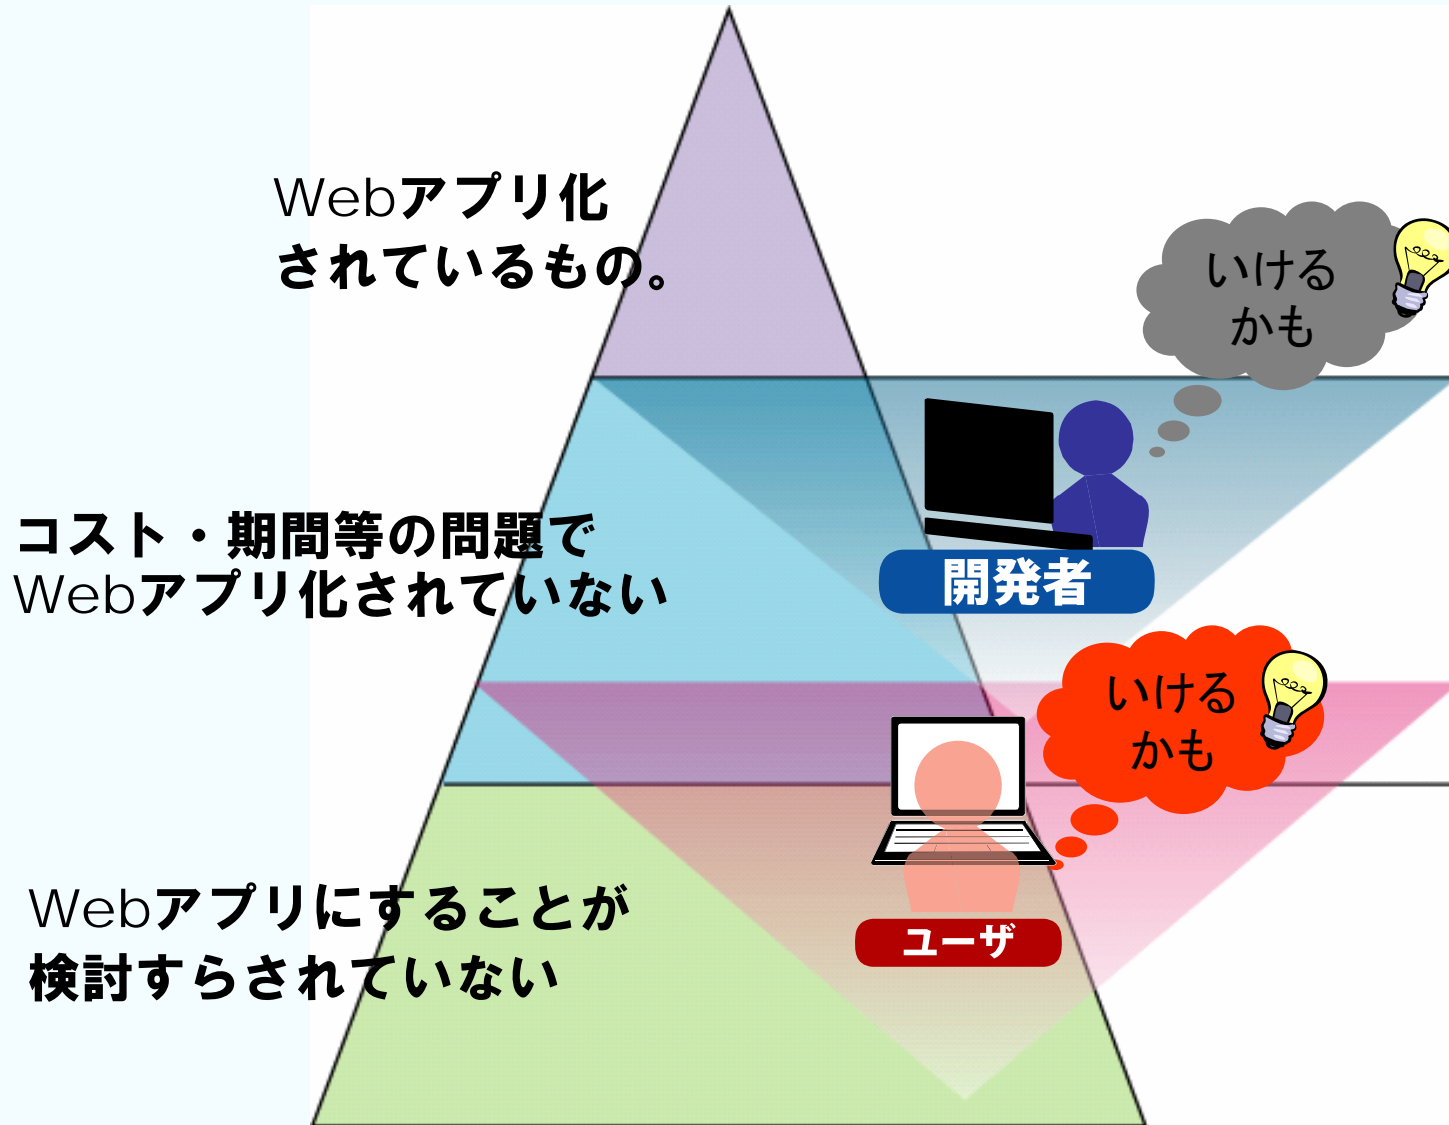 Webアプリ化
されているもの。
いける
かも
コスト・期間等の問題で
Webアプリ化されていない
開発者
いける
かも
Webアプリにすることが
検討すらされていない
ユーザ